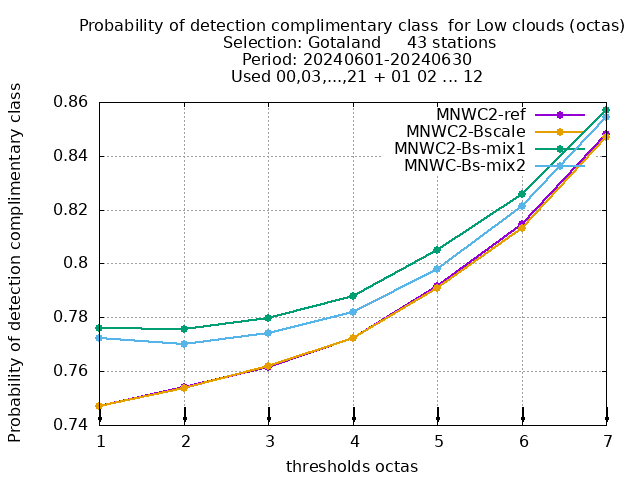 Probability of detection complimentary class  for Low clouds (octas)
Selection: Gotaland     43 stations
Period: 20240601-20240630
Used 00,03,...,21 + 01 02 ... 12
Probability of detection complimentary class
MNWC2-ref
MNWC2-Bscale
MNWC2-Bs-mix1
MNWC-Bs-mix2
0.86
0.84
0.82
0.8
0.78
0.76
0.74
1 2 3 4 5 6 7
thresholds octas